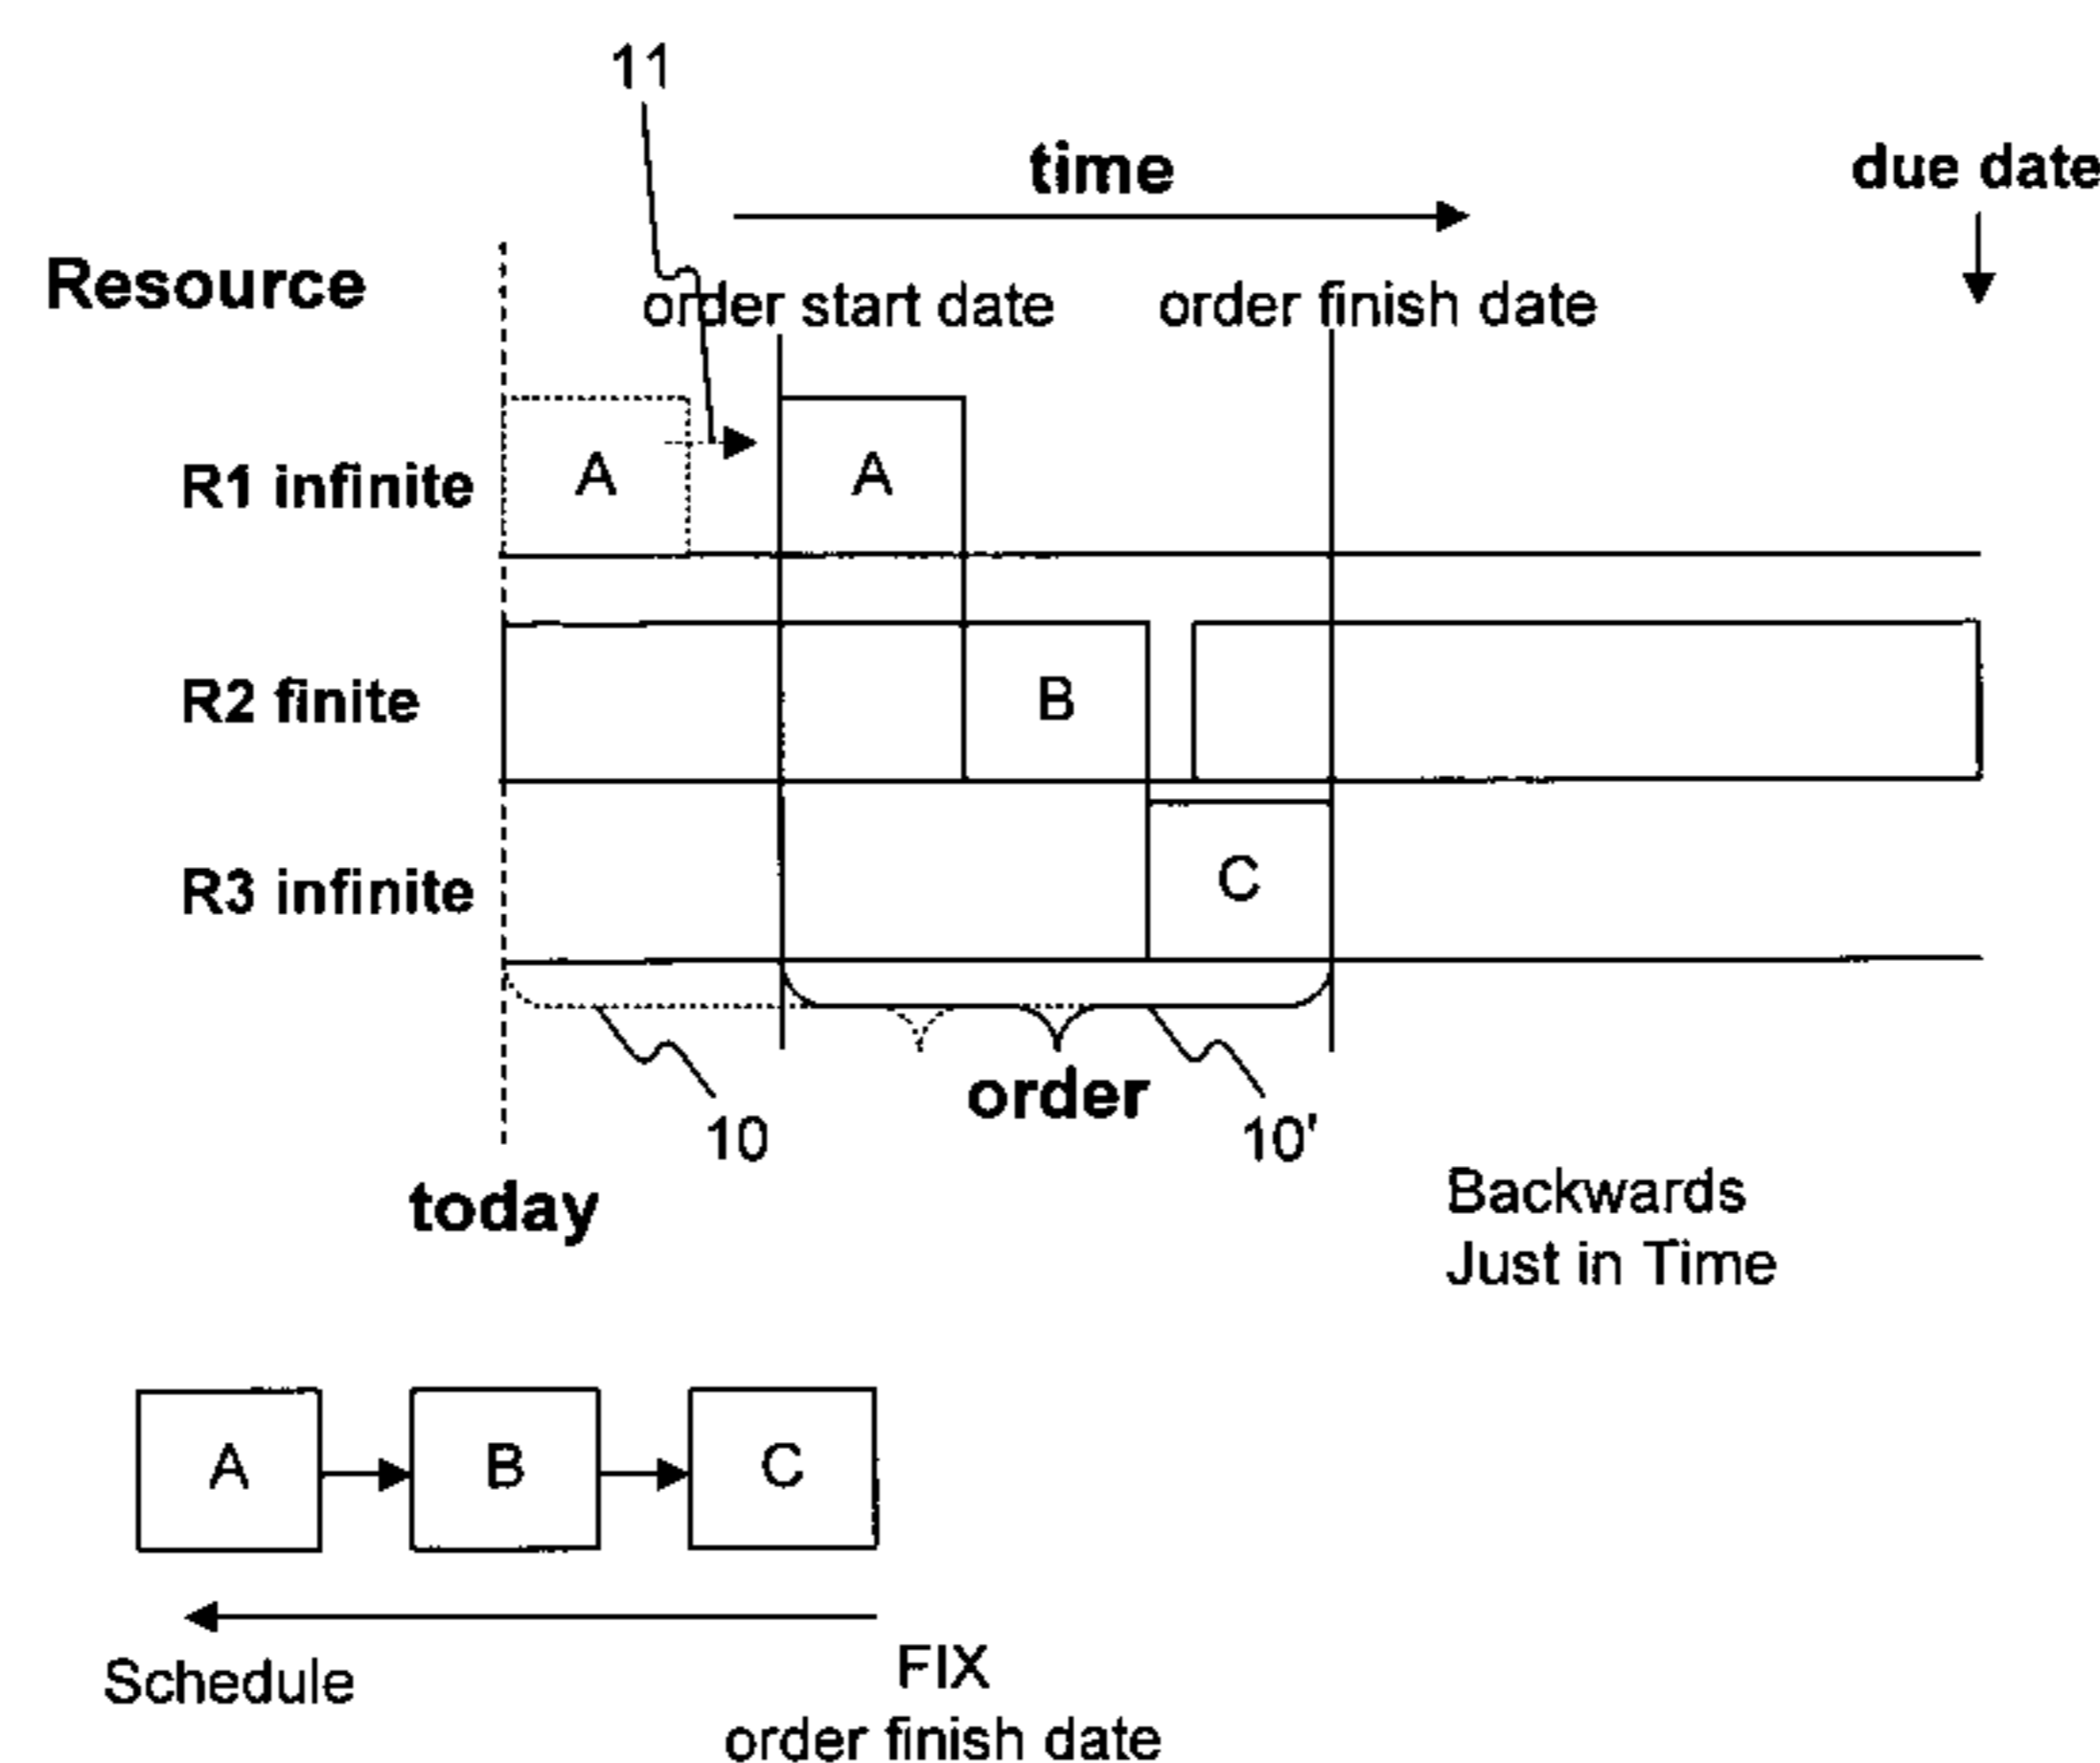 11
time
due date
Resource
order start date
order finish date
R1 infinite
A
A
R2 finite
B
R3 infinite
C
order
10
10'
today
Backwards
Just in Time
A
B
C
Schedule
FIX
order finish date